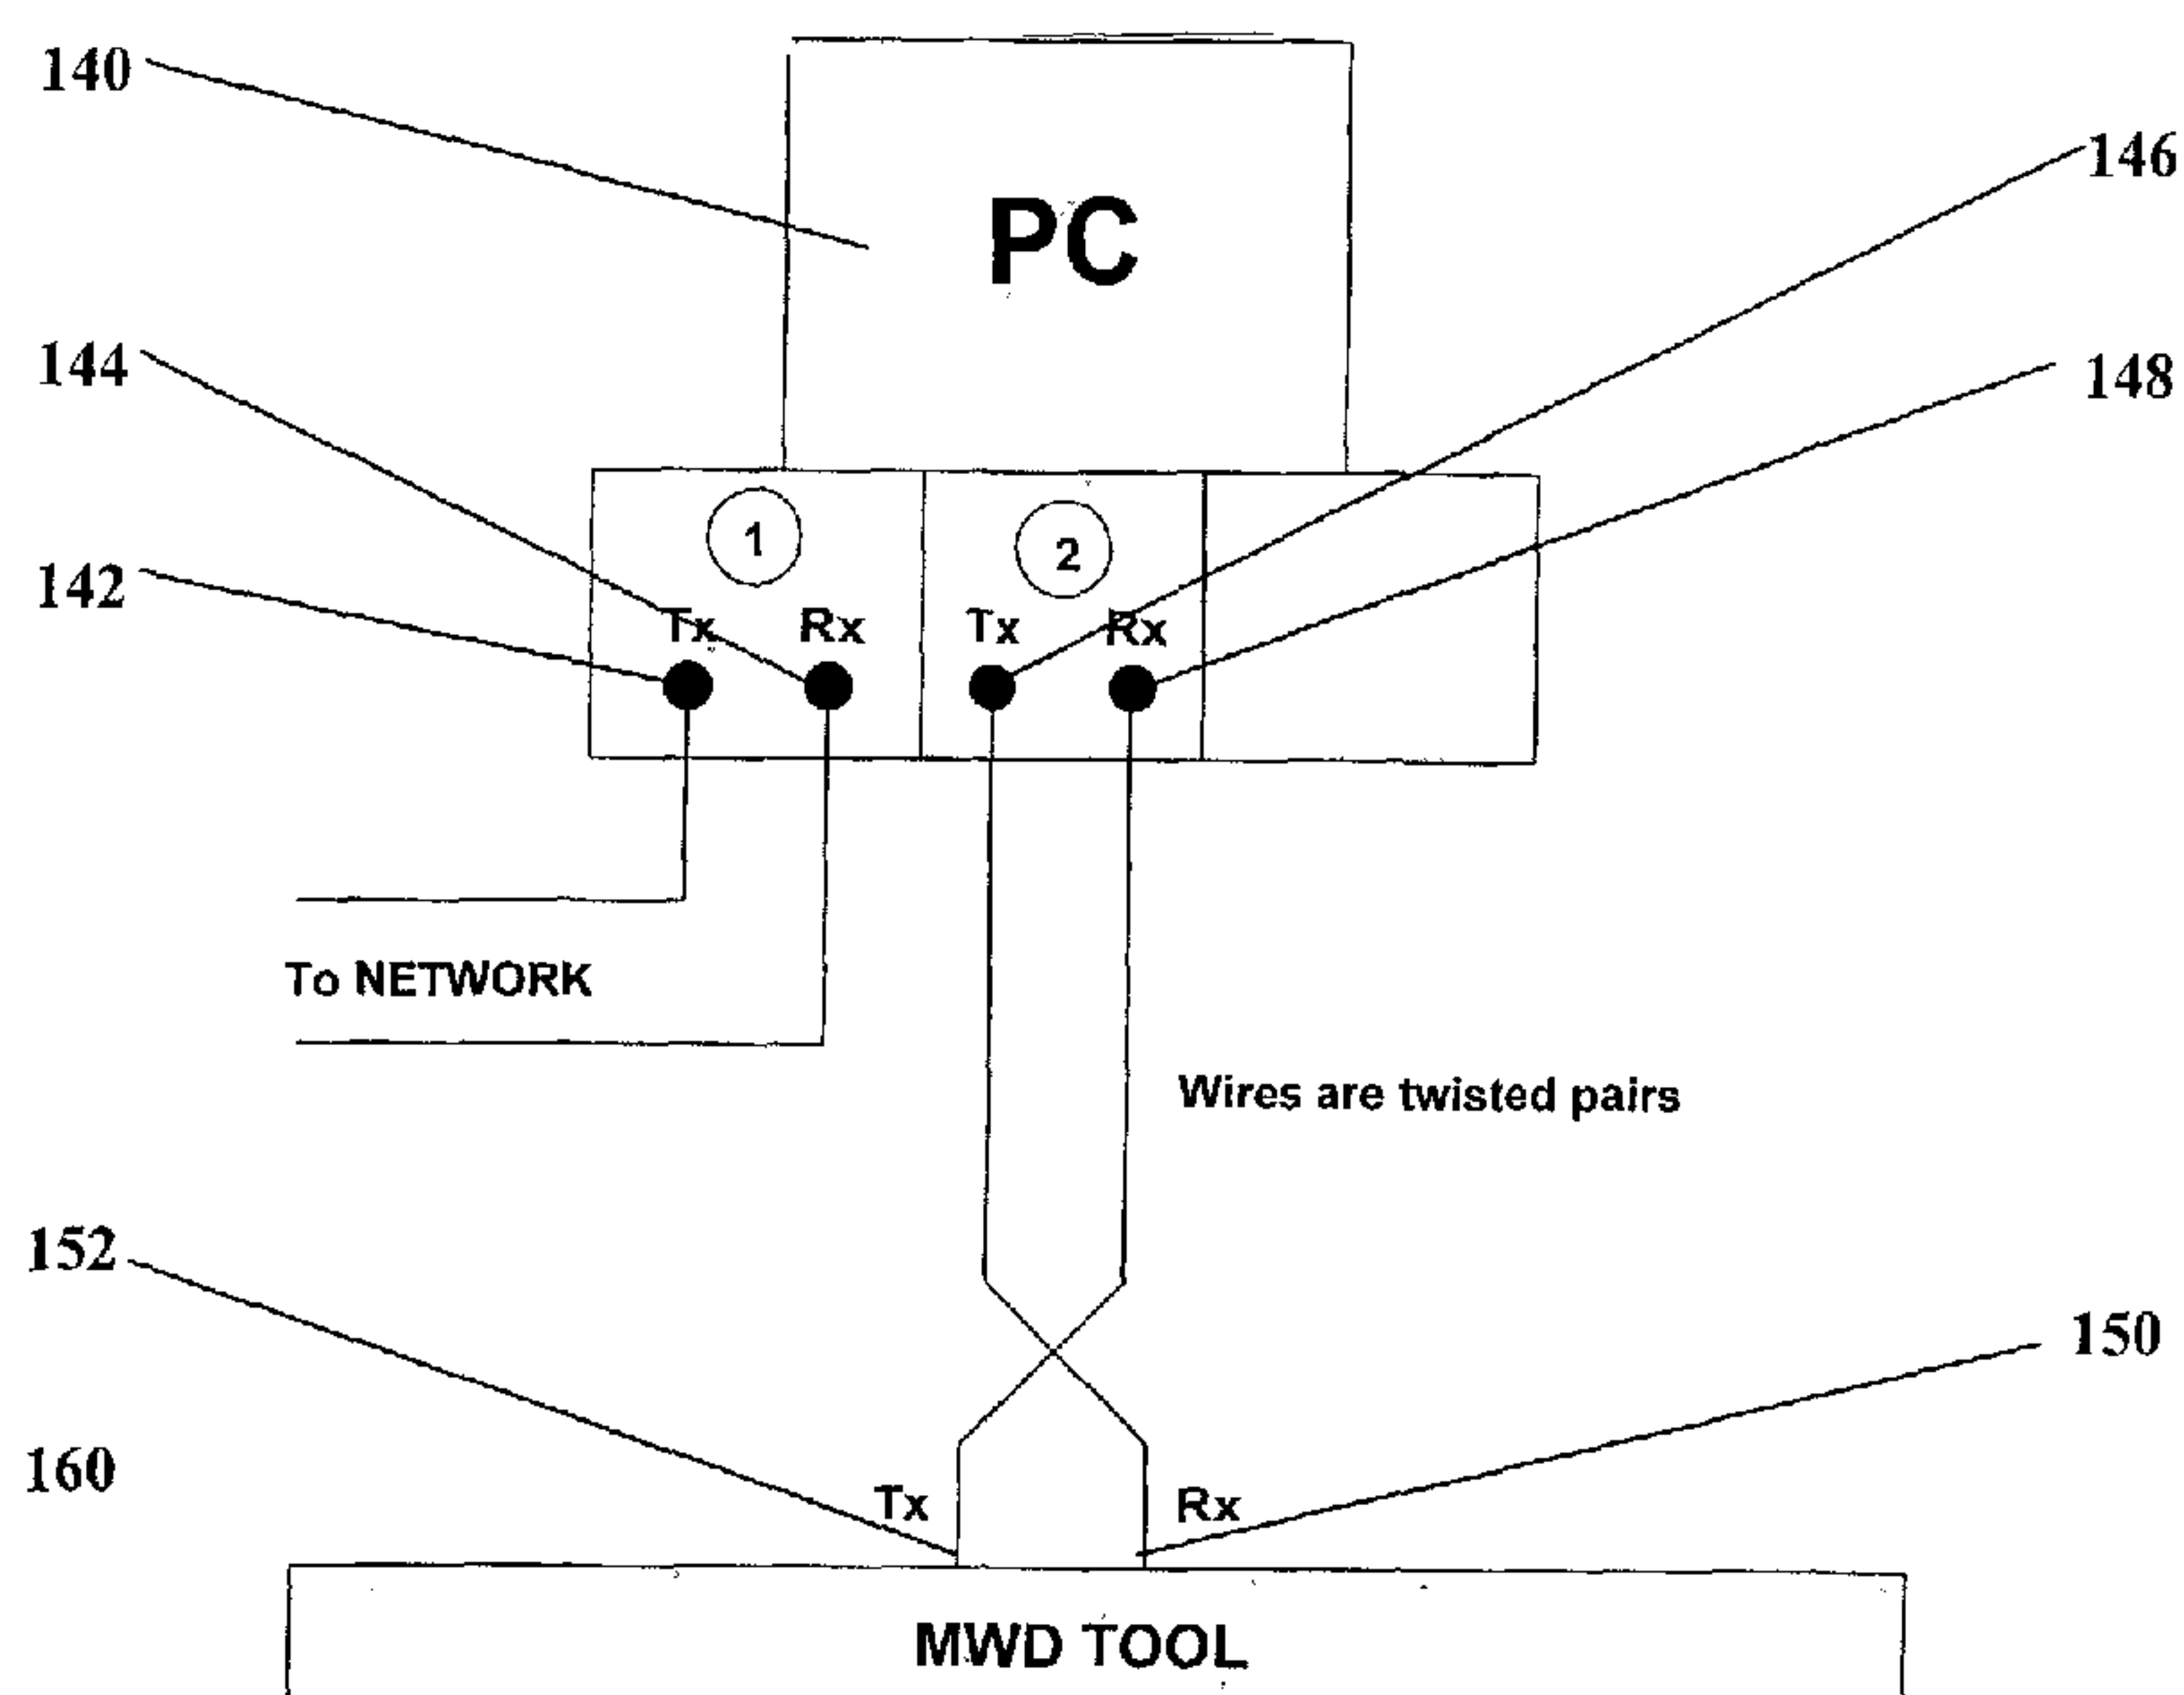 140
146
PC
144
148
1
2
142
Tx
Rx
Tx
Rx
To NETWORK
Wires are twisted pairs
152
150
160
Tx
Rx
MWD TOOL